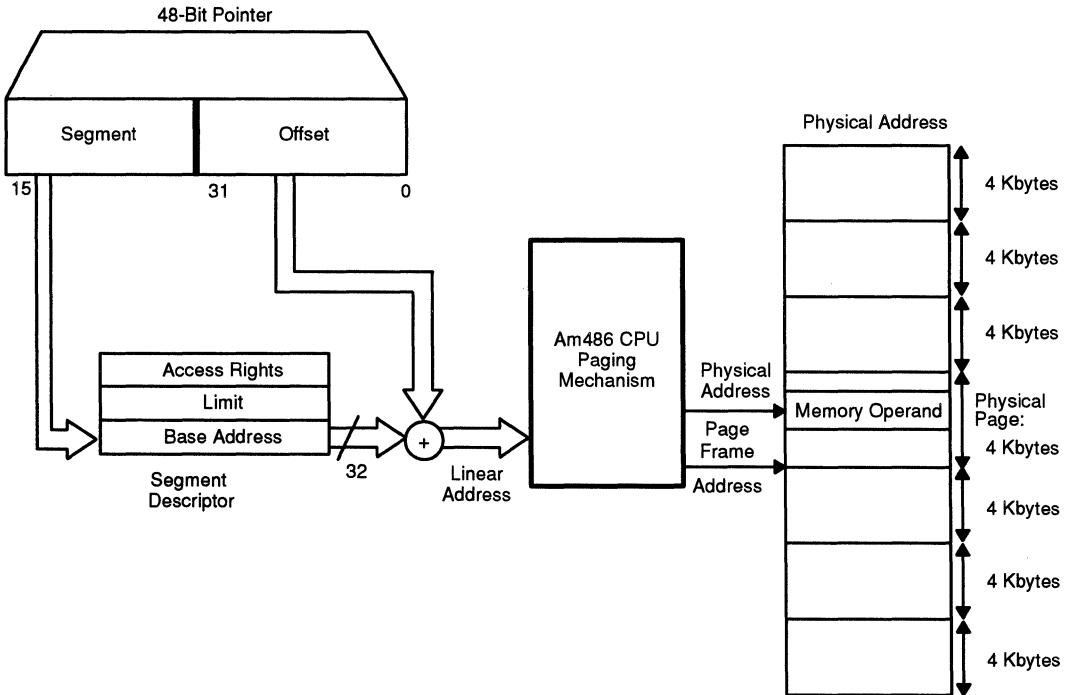 48-Bit Pointer
Segment
Offset
15
31
0
Access Rights
Limit
Base Address
Segment
Descriptor
32
+
Linear
Address
Am486 CPU
Paging
Mechanism
Physical
Address
Page
Frame
Address
Physical Address
4 Kbytes
4 Kbytes
4 Kbytes
Memory Operand
Physical
Page:
4 Kbytes
4 Kbytes
4 Kbytes
4 Kbytes